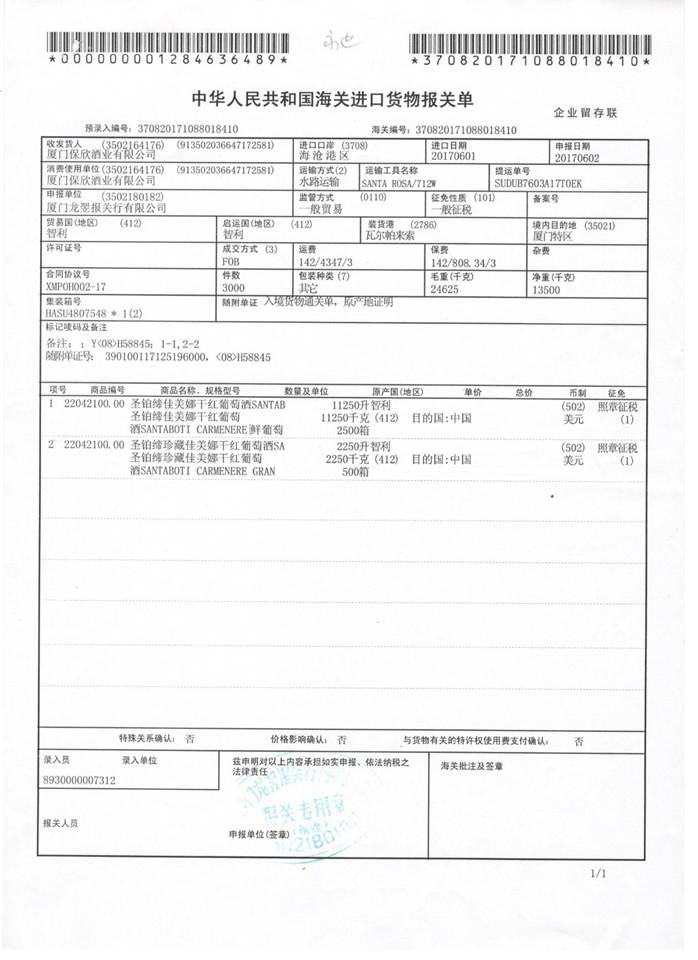 *000000001284636489*
*370820171088018410*
中华人民共和国海关进口货物报关单
企业留存联
预录入编号: 370820171088018410
海关编号: 370820171088018410
收发货人 (3502164176) (913502036647172581)
厦门保欣酒业有限公司
进口口岸 (3708)
海沧港区
进口日期
20170601
申报日期
20170602
消费使用单位(3502164176) (913502036647172581)
厦门保欣酒业有限公司
运输方式(2)
水路运输
运输工具名称
SANTA ROSA/712W
提运单号
SUDUB7603A17T0EK
申报单位 (3502180182)
厦门龙翌报关行有限公司
监管方式 (0110)
一般贸易
征免性质 (101)
一般征税
备案号
贸易国(地区) (412)
智利
启运国(地区) (412)
智利
装货港 (2786)
瓦尔帕来索
境内目的地 (35021)
厦门特区
许可证号
成交方式 (3)
FOB
运费
142/4347/3
保费
142/808.34/3
杂费
合同协议号
XMPOH002-17
件数
3000
包装种类(7)
其它
毛重(千克)
24625
净重(千克)
13500
集装箱号
HASU4807548 * 1(2)
随附单证 入境货物通关单, 原产地证明
标记唛码及备注
备注: : Y<08>H58845; 1-1,2-2
随附单证号: 390100117125196000, <08>H58845
项号 商品编号 商品名称、规格型号 数量及单位 原产国(地区) 单价 总价 币制 征免
1 22042100.00 圣铂缔佳美娜干红葡萄酒SANTAB 11250升智利 (502) 照章征税
圣铂缔佳美娜干红葡萄 11250千克 (412) 目的国:中国 美元 (1)
酒SANTABOTI CARMENERE|鲜葡萄 2500箱
2 22042100.00 圣铂缔珍藏佳美娜干红葡萄酒SA 2250升智利 (502) 照章征税
圣铂缔珍藏佳美娜干红葡萄 2250千克 (412) 目的国:中国 美元 (1)
酒SANTABOTI CARMENERE GRAN 500箱
特殊关系确认: 否 价格影响确认: 否 与货物有关的特许权使用费支付确认: 否
录入员 录入单位
8930000007312
兹申明对以上内容承担如实申报、依法纳税之
法律责任
海关批注及签章
报关专用章
报关人员
申报单位(签章)
1/1